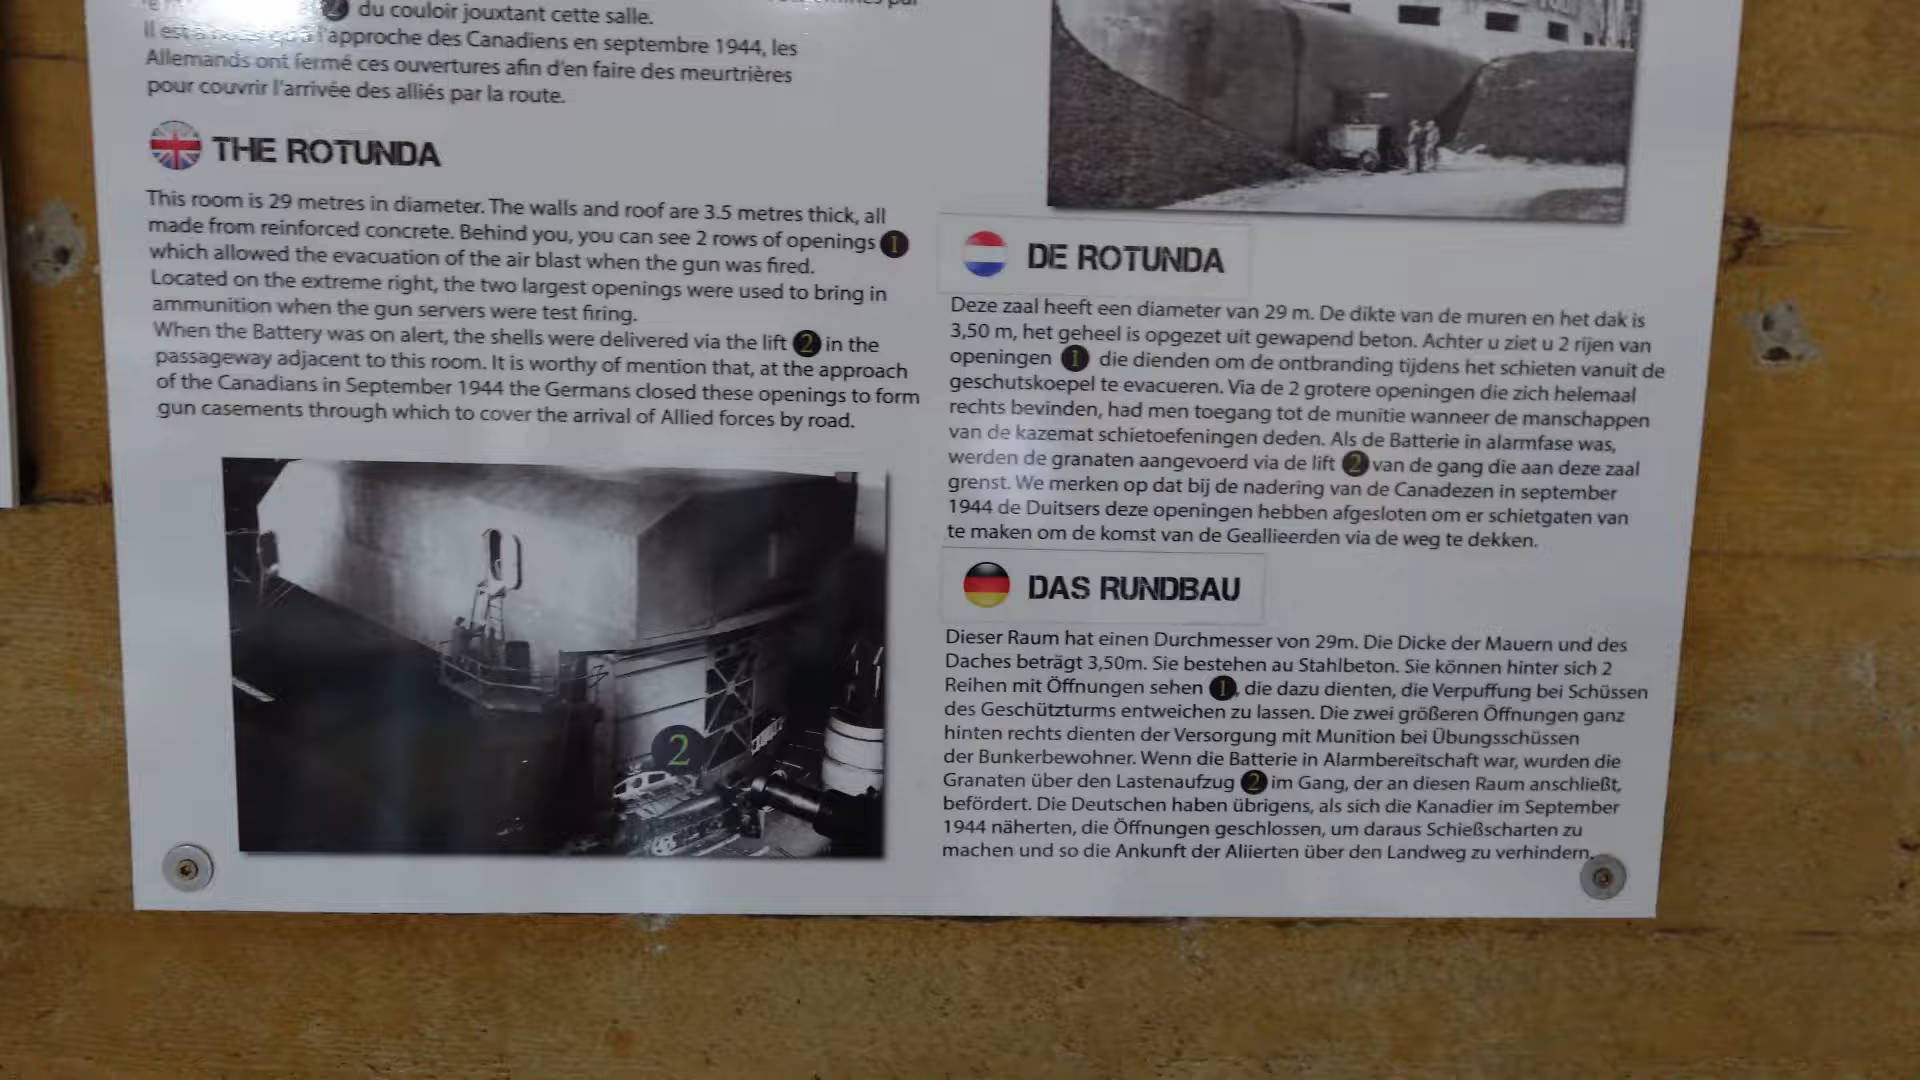 du couloir jouxtant cette salle.
l'approche des Canadiens en septembre 1944, les
Allemands ont fermé ces ouvertures afin d'en faire des meurtrières
pour couvrir l'arrivée des alliés par la route.
THE ROTUNDA
This room is 29 metres in diameter. The walls and roof are 3.5 metres thick, all
made from reinforced concrete. Behind you, you can see 2 rows of openings 1
which allowed the evacuation of the air blast when the gun was fired.
Located on the extreme right, the two largest openings were used to bring in
ammunition when the gun servers were test firing.
When the Battery was on alert, the shells were delivered via the lift 2 in the
passageway adjacent to this room. It is worthy of mention that, at the approach
of the Canadians in September 1944 the Germans closed these openings to form
gun casements through which to cover the arrival of Allied forces by road.
2
DE ROTUNDA
Deze zaal heeft een diameter van 29 m. De dikte van de muren en het dak is
3,50 m, het geheel is opgezet uit gewapend beton. Achter u ziet u 2 rijen van
openingen 1 die dienden om de ontbranding tijdens het schieten vanuit de
geschutskoepel te evacueren. Via de 2 grotere openingen die zich helemaal
rechts bevinden, had men toegang tot de munitie wanneer de manschappen
van de kazemat schietoefeningen deden. Als de Batterie in alarmfase was,
werden de granaten aangevoerd via de lift 2 van de gang die aan deze zaal
grenst. We merken op dat bij de nadering van de Canadezen in september
1944 de Duitsers deze openingen hebben afgesloten om er schietgaten van
te maken om de komst van de Geallieerden via de weg te dekken.
DAS RUNDBAU
Dieser Raum hat einen Durchmesser von 29m. Die Dicke der Mauern und des
Daches beträgt 3,50m. Sie bestehen au Stahlbeton. Sie können hinter sich 2
Reihen mit Öffnungen sehen 1, die dazu dienten, die Verpuffung bei Schüssen
des Geschützturms entweichen zu lassen. Die zwei größeren Öffnungen ganz
hinten rechts dienten der Versorgung mit Munition bei Übungsschüssen
der Bunkerbewohner. Wenn die Batterie in Alarmbereitschaft war, wurden die
Granaten über den Lastenaufzug 2 im Gang, der an diesen Raum anschließt,
befördert. Die Deutschen haben übrigens, als sich die Kanadier im September
1944 näherten, die Öffnungen geschlossen, um daraus Schießscharten zu
machen und so die Ankunft der Aliierten über den Landweg zu verhindern.